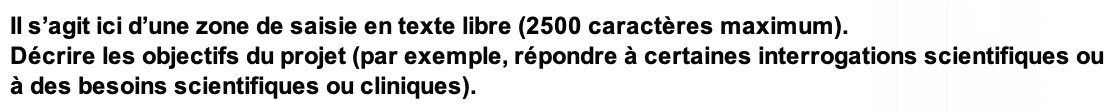 Il s’agit ici d’une zone de saisie en texte libre (2500 caractères maximum).
Décrire les objectifs du projet (par exemple, répondre à certaines interrogations scientifiques ou
à des besoins scientifiques ou cliniques).